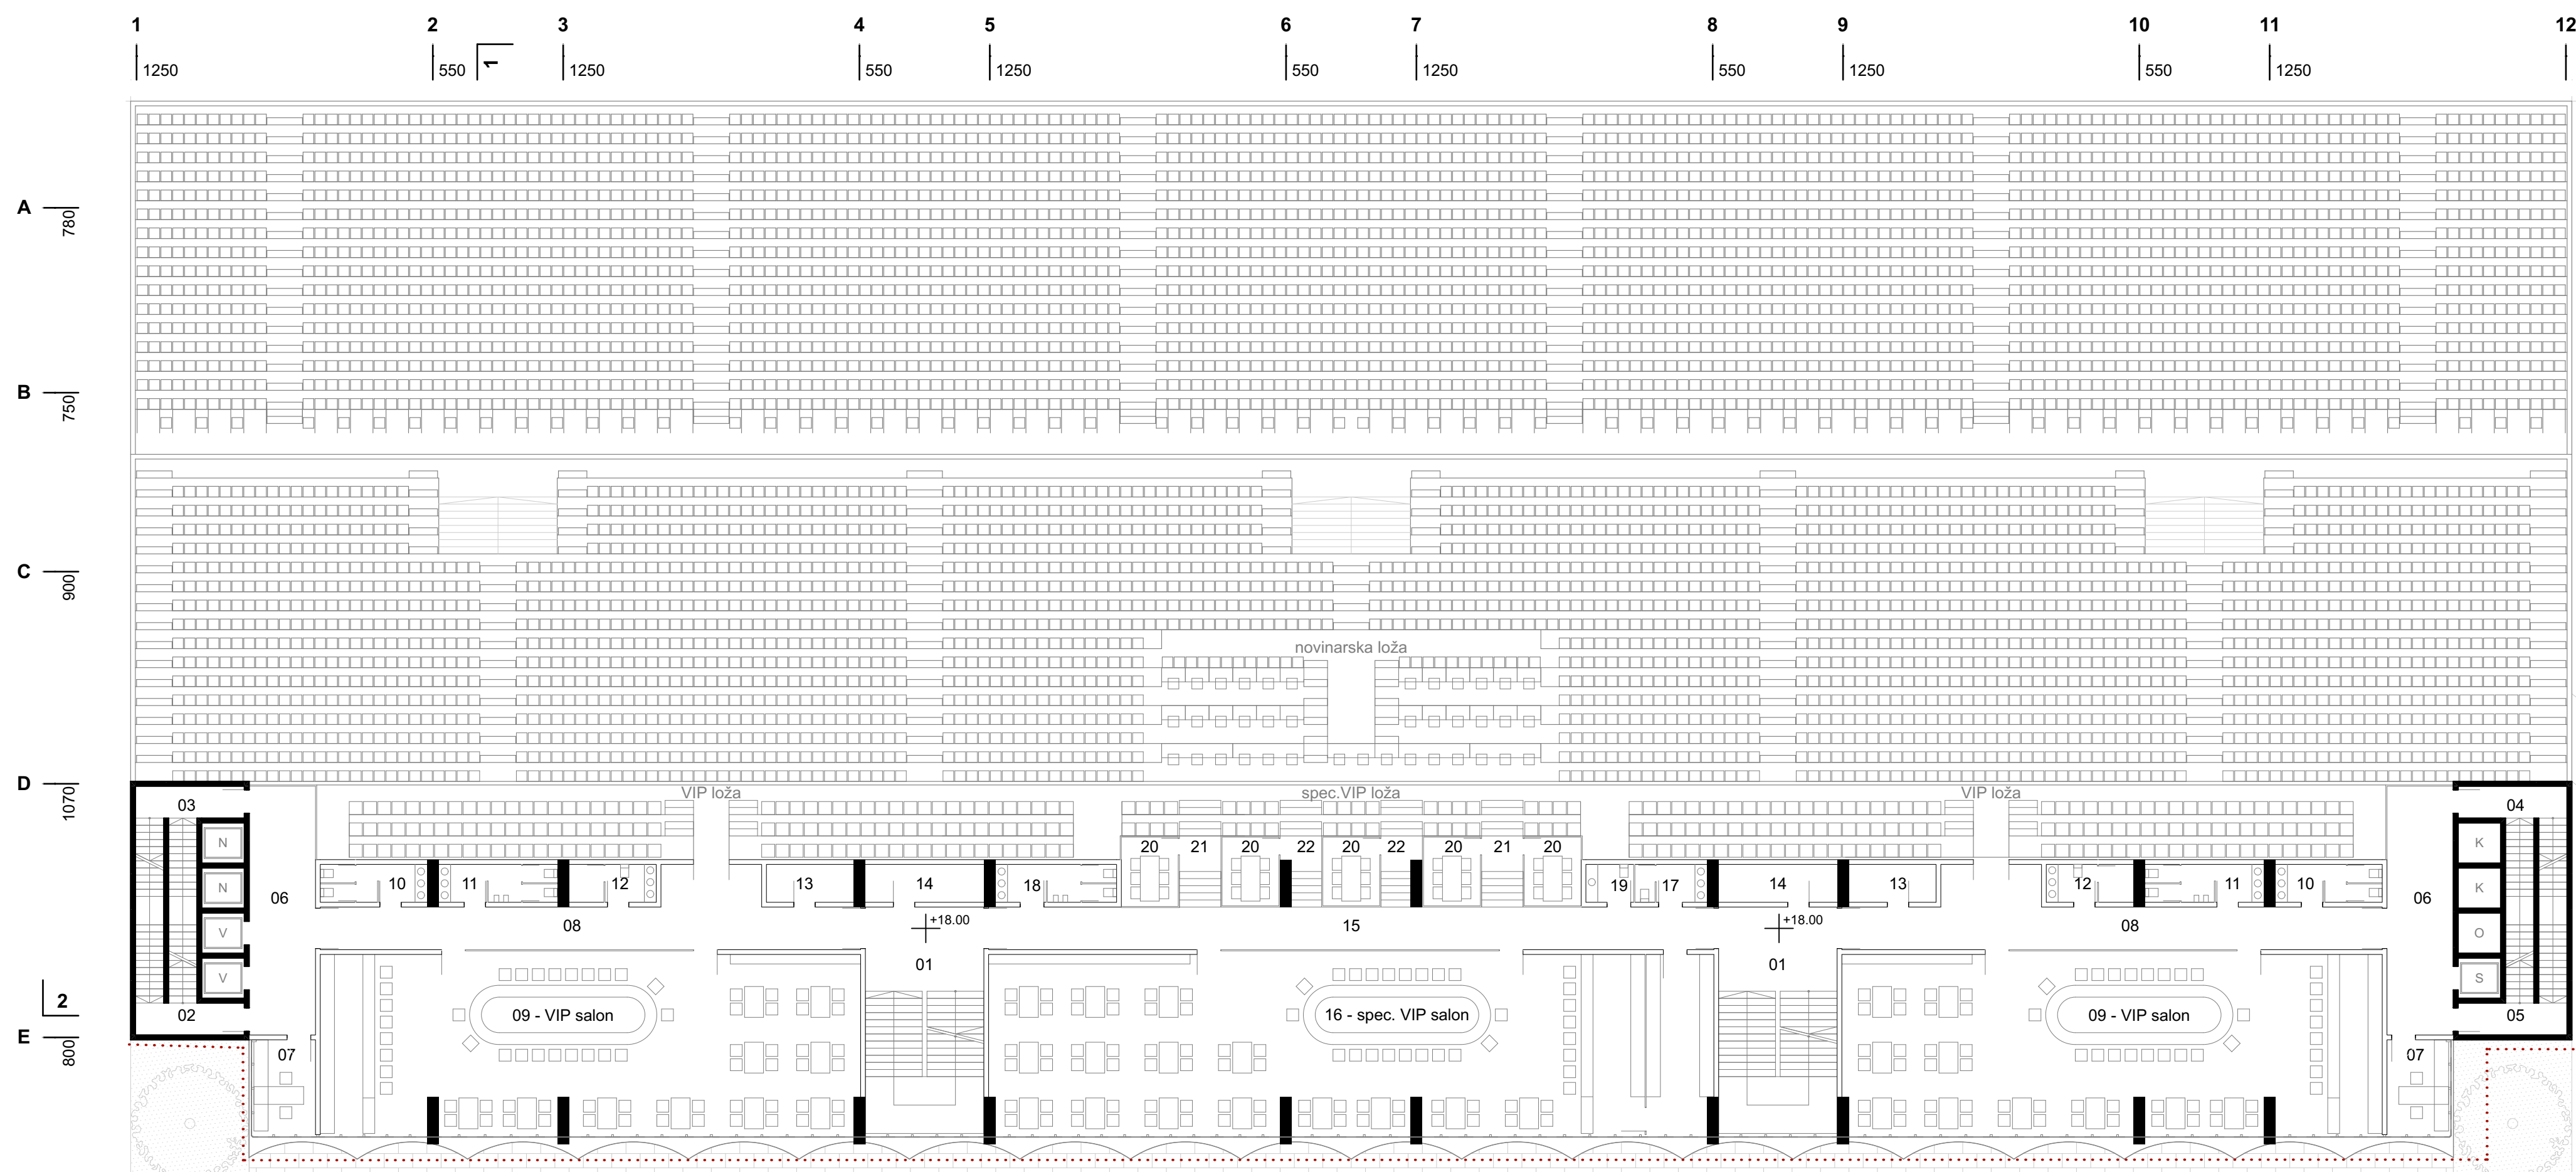 1 2 3 4 5 6 7 8 9 10 11 12
1250 550 1 1250 550 1250 550 1250 550 1250 550 1250
A
780
B
750
C
900
novinarska loža
D
1070
VIP loža spec.VIP loža VIP loža
03 04
N 20 21 20 22 20 22 20 21 20 K
N 10 11 12 13 14 18 19 17 14 13 12 11 10 K
06 06
+18.00 +18.00
V 08 15 08 O
01 01
V S
2
02 09 - VIP salon 16 - spec. VIP salon 09 - VIP salon 05
E
800
07 07